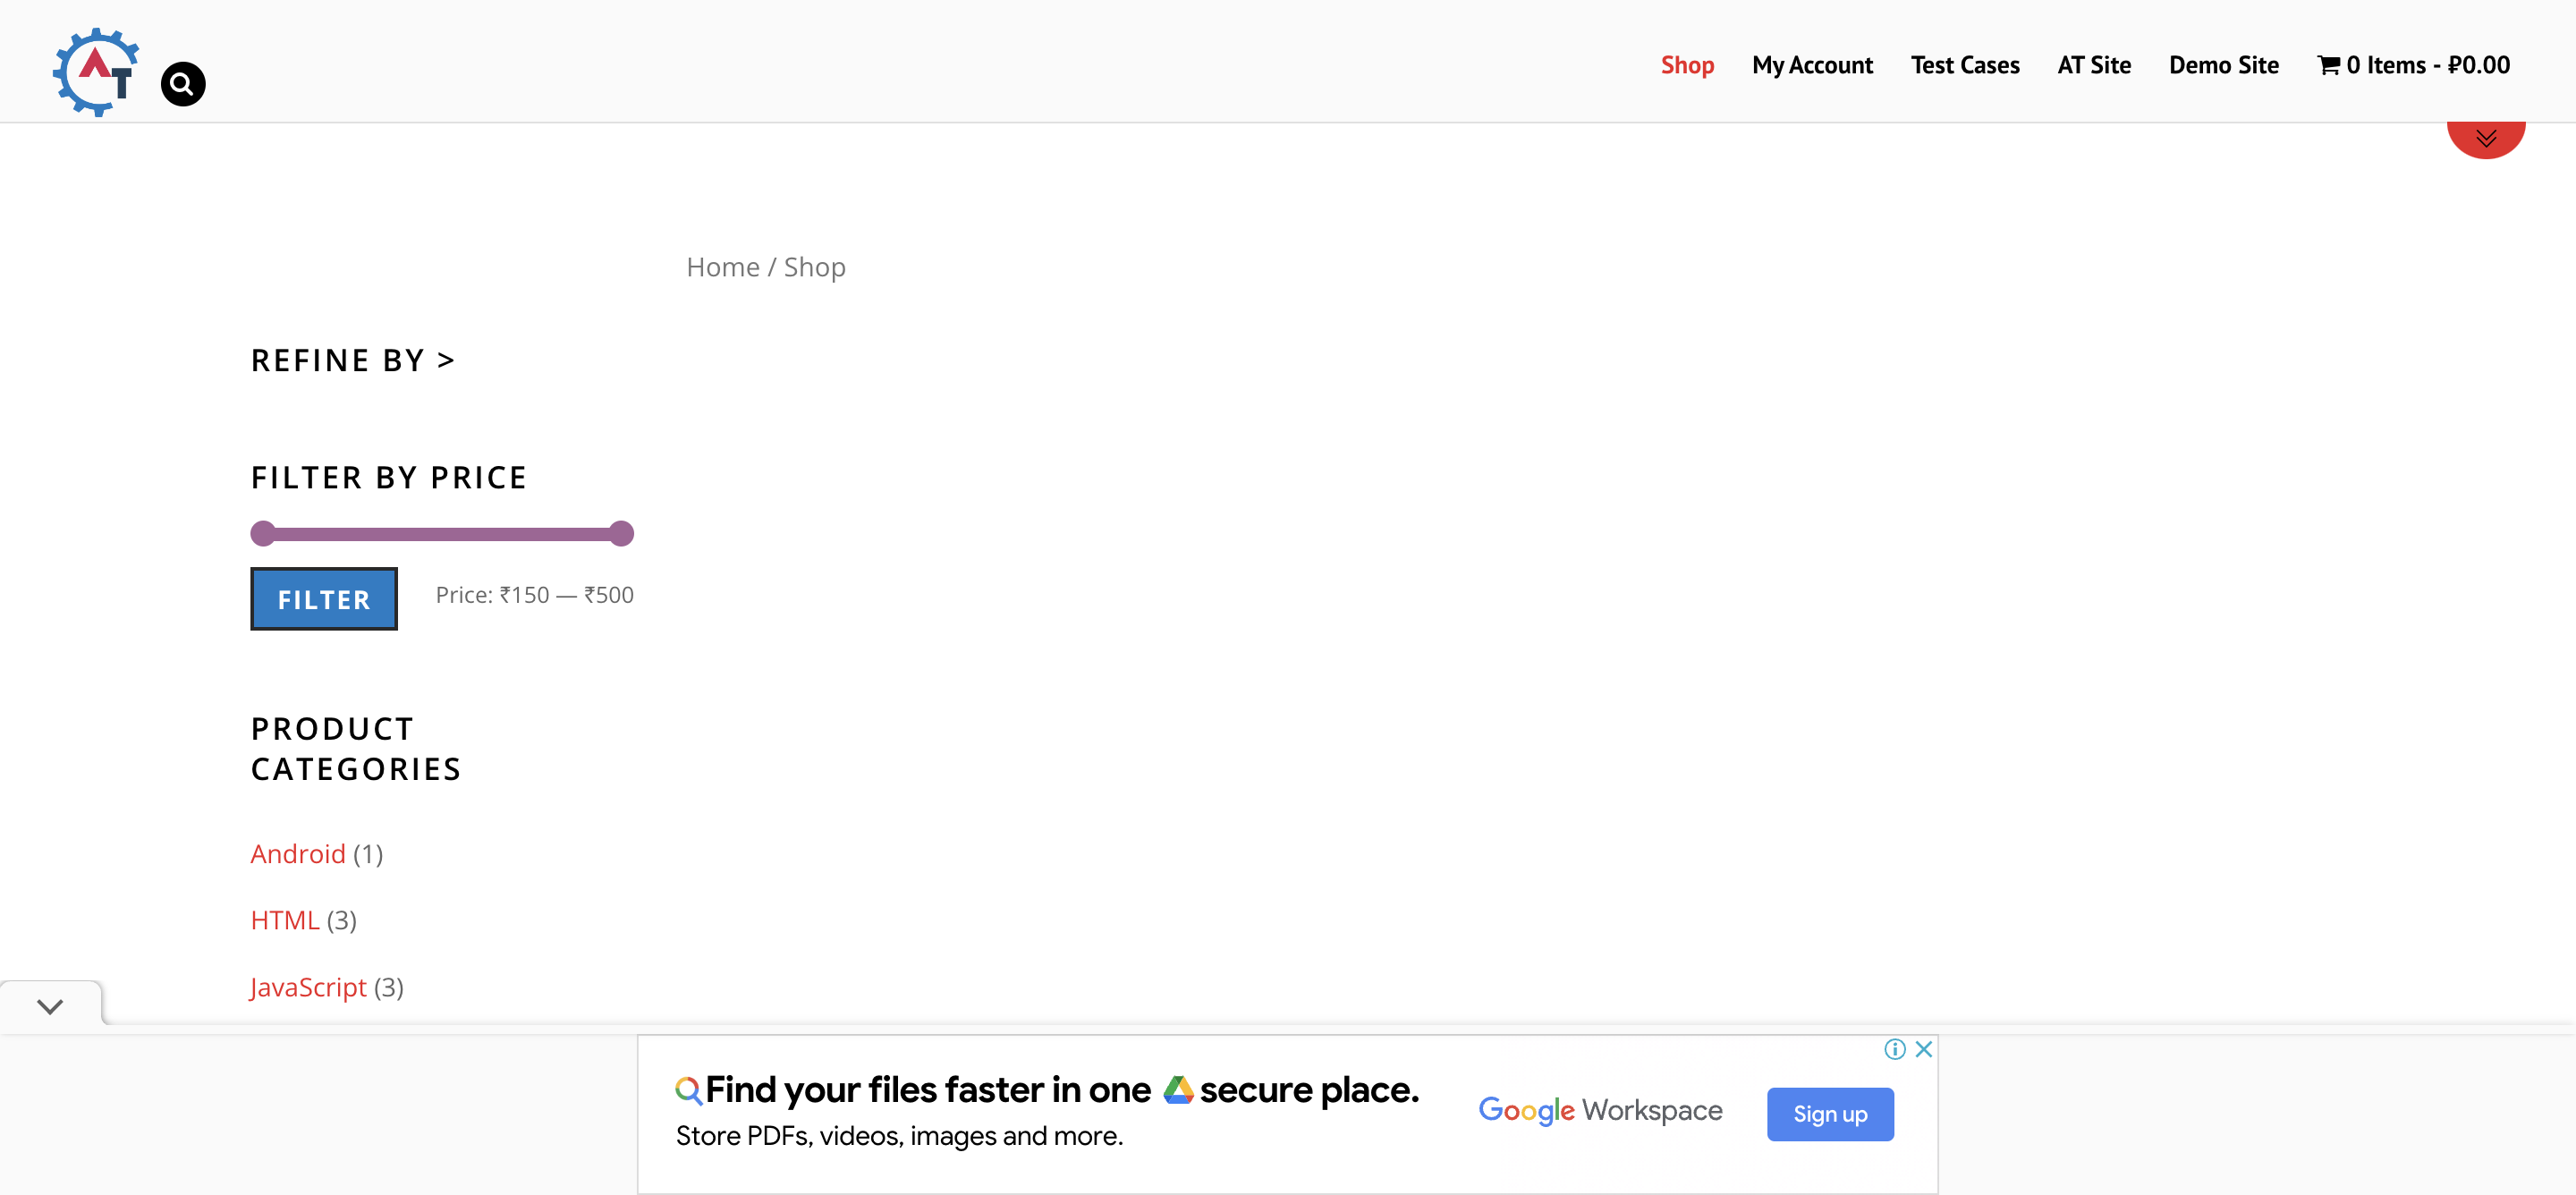 AT
Shop My Account Test Cases AT Site Demo Site 0 Items - ₽0.00
Home / Shop
REFINE BY >
FILTER BY PRICE
FILTER Price: ₹150 — ₹500
PRODUCT
CATEGORIES
Android (1)
HTML (3)
JavaScript (3)
Find your files faster in one secure place.
Store PDFs, videos, images and more.
Google Workspace
Sign up